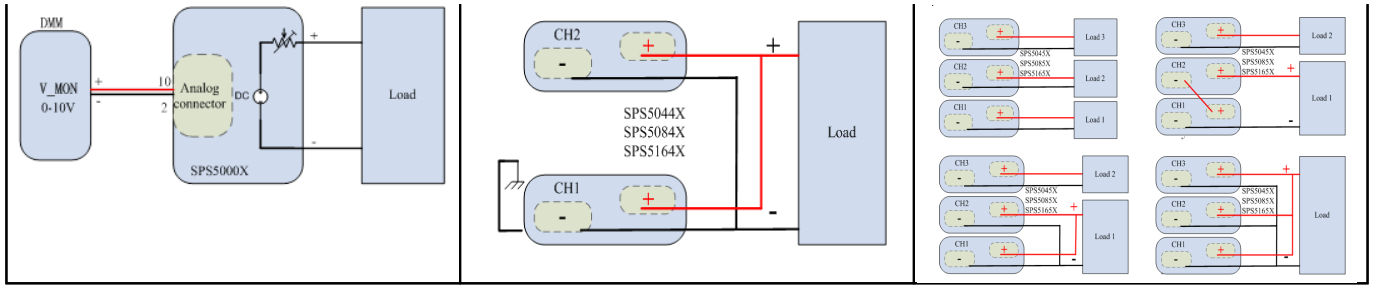 DMM
V_MON
0-10V
+
-
10
2
Analog
connector
DC
+
-
SPS5000X
Load
CH2
+
-
+
SPS5044X
SPS5084X
SPS5164X
CH1
+
-
-
Load
CH3
+
-
Load 3
SPS5045X
SPS5085X
SPS5165X
CH2
+
-
Load 2
CH1
+
-
Load 1
CH3
+
-
Load 2
SPS5045X
SPS5085X
SPS5165X
CH2
+
-
+
CH1
+
-
-
Load 1
CH3
+
-
Load 2
SPS5045X
SPS5085X
SPS5165X
CH2
+
-
+
CH1
+
-
-
Load 1
CH3
+
-
+
SPS5045X
SPS5085X
SPS5165X
CH2
+
-
CH1
+
-
-
Load